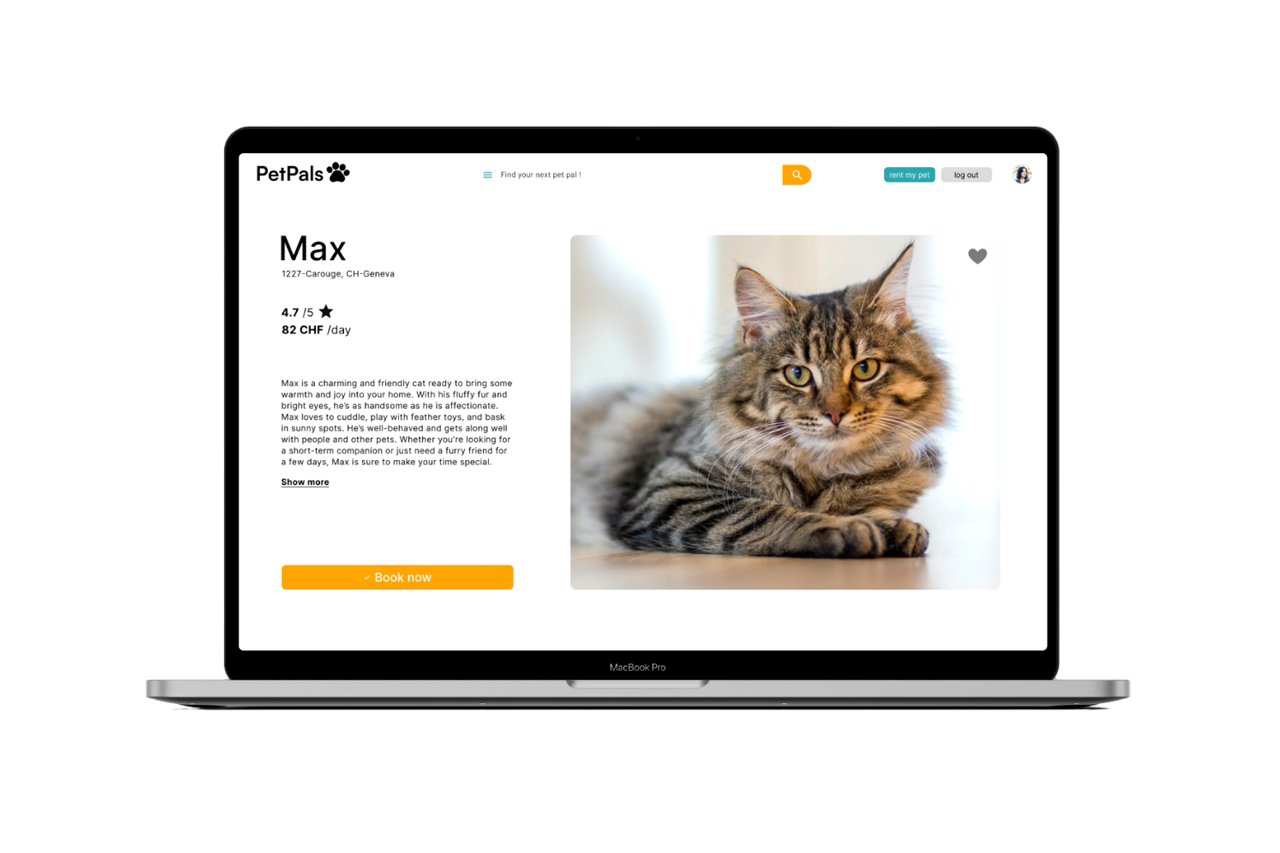 PetPals
Find your next pet pal !
rent my pet
log out
Max
1227-Carouge, CH-Geneva
4.7 /5
82 CHF /day
Max is a charming and friendly cat ready to bring some
warmth and joy into your home. With his fluffy fur and
bright eyes, he's as handsome as he is affectionate.
Max loves to cuddle, play with feather toys, and bask
in sunny spots. He's well-behaved and gets along well
with people and other pets. Whether you're looking for
a short-term companion or just need a furry friend for
a few days, Max is sure to make your time special.
Show more
Book now
MacBook Pro